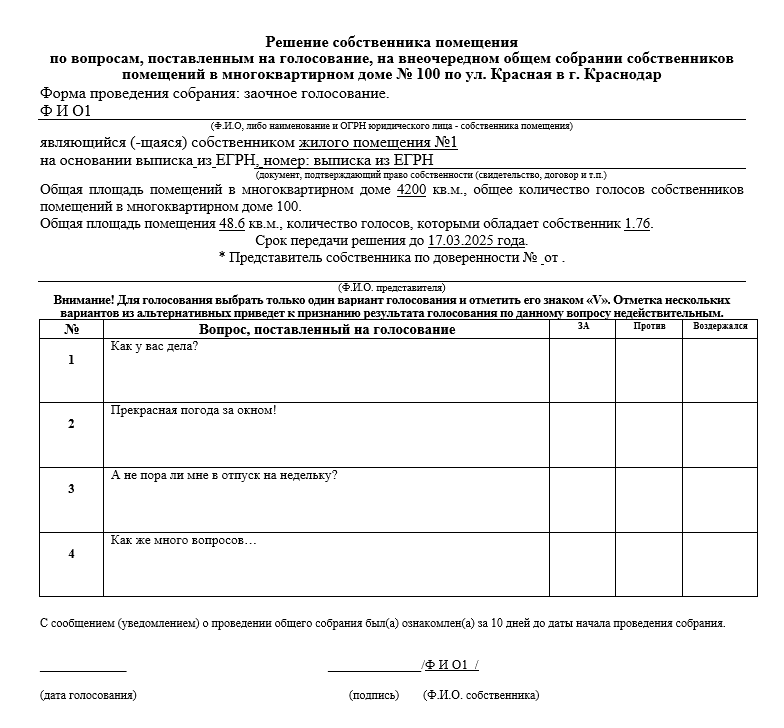 Решение собственника помещения
по вопросам, поставленным на голосование, на внеочередном общем собрании собственников
помещений в многоквартирном доме № 100 по ул. Красная в г. Краснодар
Форма проведения собрания: заочное голосование.
Ф И О1
(Ф.И.О, либо наименование и ОГРН юридического лица - собственника помещения)
являющийся (-щаяся) собственником жилого помещения №1
на основании выписка из ЕГРН, номер: выписка из ЕГРН
(документ, подтверждающий право собственности (свидетельство, договор и т.п.)
Общая площадь помещений в многоквартирном доме 4200 кв.м., общее количество голосов собственников
помещений в многоквартирном доме 100.
Общая площадь помещения 48.6 кв.м., количество голосов, которыми обладает собственник 1.76.
Срок передачи решения до 17.03.2025 года.
* Представитель собственника по доверенности № _от .
(Ф.И.О. представителя)
Внимание! Для голосования выбрать только один вариант голосования и отметить его знаком «V». Отметка нескольких
вариантов из альтернативных приведет к признанию результата голосования по данному вопросу недействительным.
№ Вопрос, поставленный на голосование ЗА Против Воздержался
1 Как у вас дела?
2 Прекрасная погода за окном!
3 А не пора ли мне в отпуск на недельку?
4 Как же много вопросов…
С сообщением (уведомлением) о проведении общего собрания был(а) ознакомлен(а) за 10 дней до даты начала проведения собрания.
______________ _______________/Ф И О1 /
(дата голосования) (подпись) (Ф.И.О. собственника)